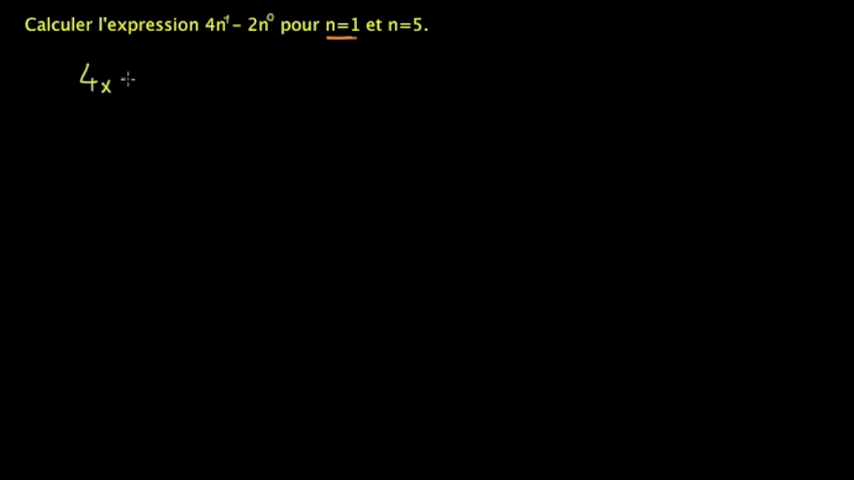 Calculer l'expression 4n¹ - 2n⁰ pour n=1 et n=5.
4x